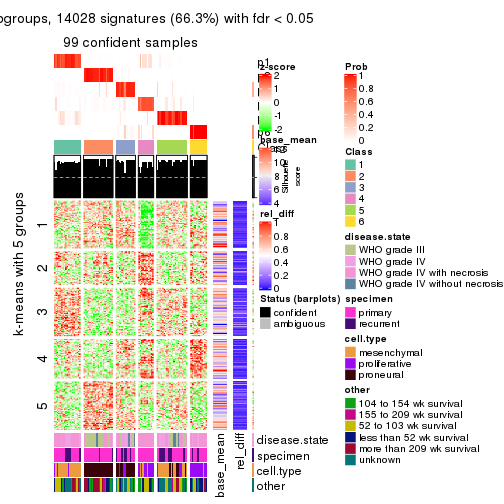 ogroups, 14028 signatures (66.3%) with fdr < 0.05
99 confident samples
p1
z-score
2
1
0
-1
-2
base_mean
10
8
6
4
Silhouette
score
rel_diff
1
0.8
0.6
0.4
0.2
0
Status (barplots)
confident
ambiguous
Prob
1
0.8
0.6
0.4
0.2
0
Class
1
2
3
4
5
6
disease.state
WHO grade III
WHO grade IV
WHO grade IV with necrosis
WHO grade IV without necrosis
specimen
primary
recurrent
cell.type
mesenchymal
proliferative
proneural
other
104 to 154 wk survival
155 to 209 wk survival
52 to 103 wk survival
less than 52 wk survival
more than 209 wk survival
unknown
k-means with 5 groups
1
2
3
4
5
base_mean
rel_diff
disease.state
specimen
cell.type
other